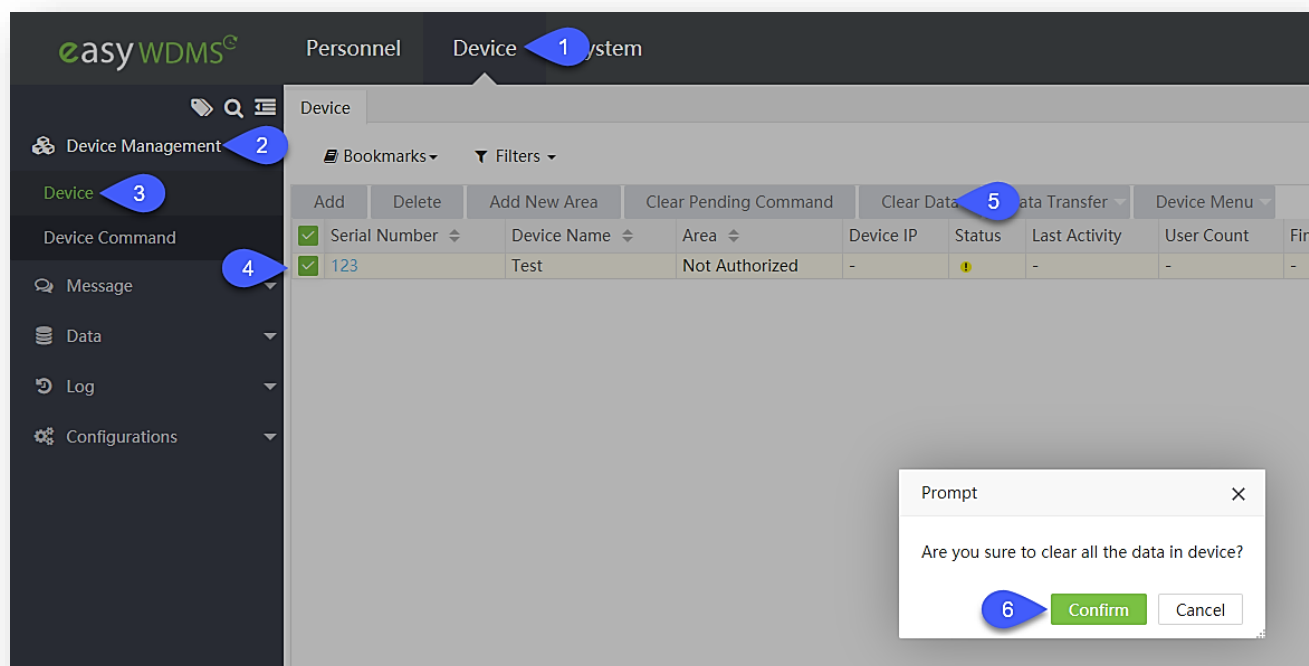 easy WDMS
Personnel Device 1 ystem
Device
Device Management 2
Bookmarks Filters
Device 3
Add Delete Add New Area Clear Pending Command Clear Data 5 ata Transfer Device Menu
Device Command
Serial Number Device Name Area Device IP Status Last Activity User Count Fin
4 123 Test Not Authorized - - - -
Message
Data
Log
Configurations
Prompt
Are you sure to clear all the data in device?
6 Confirm Cancel